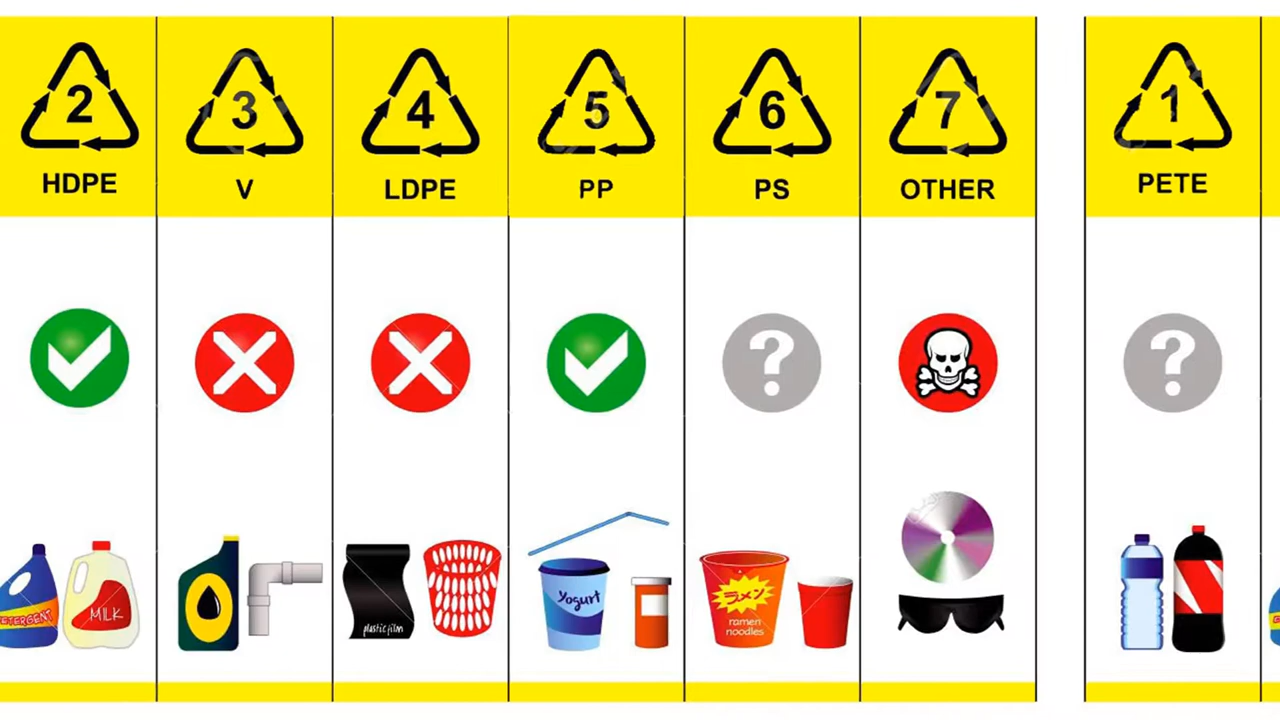 2
HDPE
3
V
4
LDPE
5
PP
6
PS
7
OTHER
1
PETE
?
?
DETERGENT
MILK
plastic film
Yogurt
ラメン
ramen
noodles